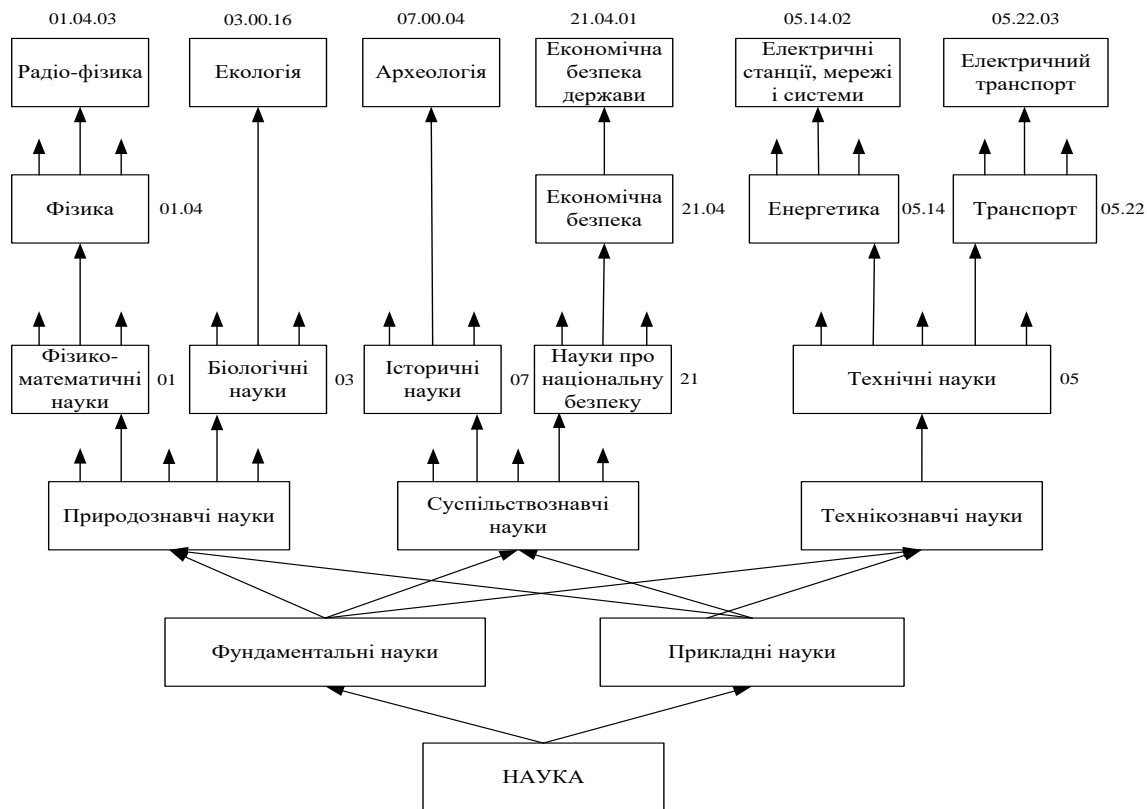 01.04.03
03.00.16
07.00.04
21.04.01
05.14.02
05.22.03
Радіо-фізика
Екологія
Археологія
Економічна
безпека
держави
Електричні
станції, мережі
і системи
Електричний
транспорт
Фізика
01.04
Економічна
безпека
21.04
Енергетика
05.14
Транспорт
05.22
Фізико-
математичні
науки
01
Біологічні
науки
03
Історичні
науки
07
Науки про
національну
безпеку
21
Технічні науки
05
Природознавчі науки
Суспільствознавчі
науки
Технікознавчі науки
Фундаментальні науки
Прикладні науки
НАУКА